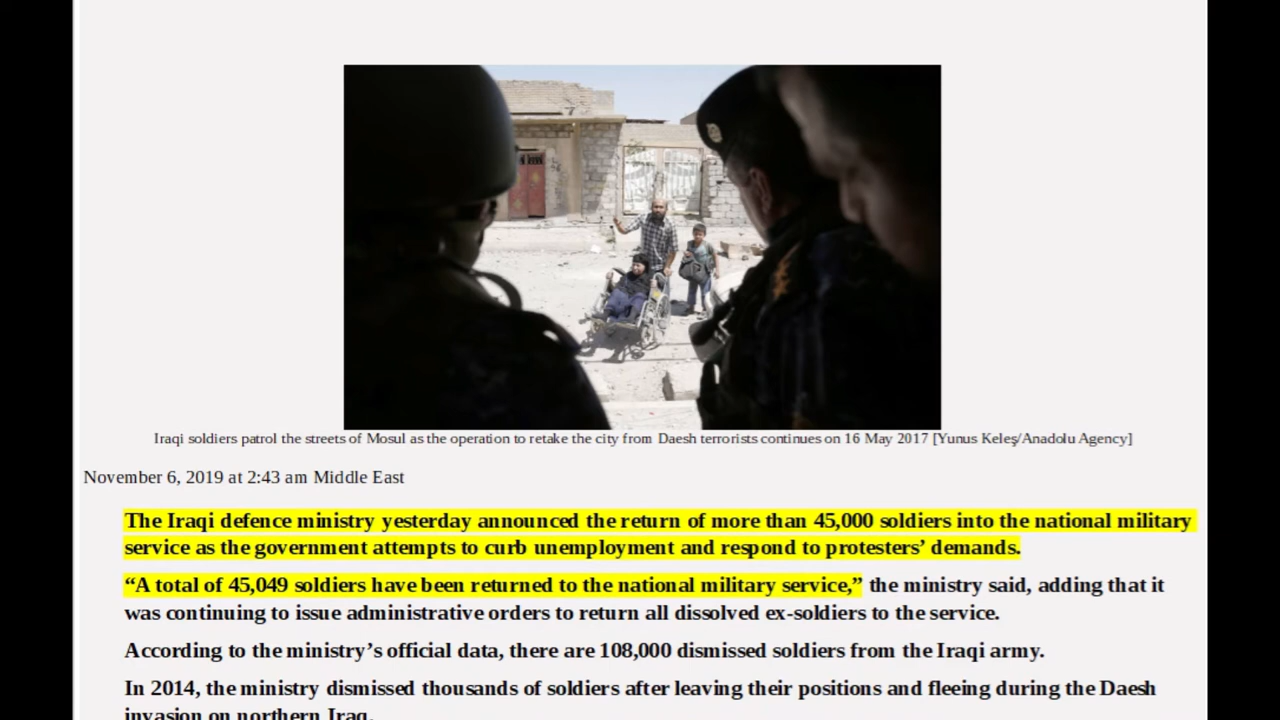 Iraqi soldiers patrol the streets of Mosul as the operation to retake the city from Daesh terrorists continues on 16 May 2017 [Yunus Keleş/Anadolu Agency]
November 6, 2019 at 2:43 am Middle East
The Iraqi defence ministry yesterday announced the return of more than 45,000 soldiers into the national military
service as the government attempts to curb unemployment and respond to protesters’ demands.
“A total of 45,049 soldiers have been returned to the national military service,” the ministry said, adding that it
was continuing to issue administrative orders to return all dissolved ex-soldiers to the service.
According to the ministry’s official data, there are 108,000 dismissed soldiers from the Iraqi army.
In 2014, the ministry dismissed thousands of soldiers after leaving their positions and fleeing during the Daesh
invasion on northern Iraq.